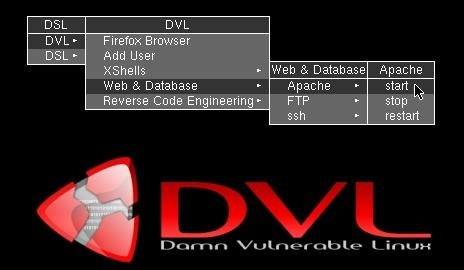 DSL DVL
DVL Firefox Browser
DSL Add User
XShells Web & Database Apache
Web & Database Apache start
Reverse Code Engineering FTP stop
ssh restart
DVL
Damn Vulnerable Linux